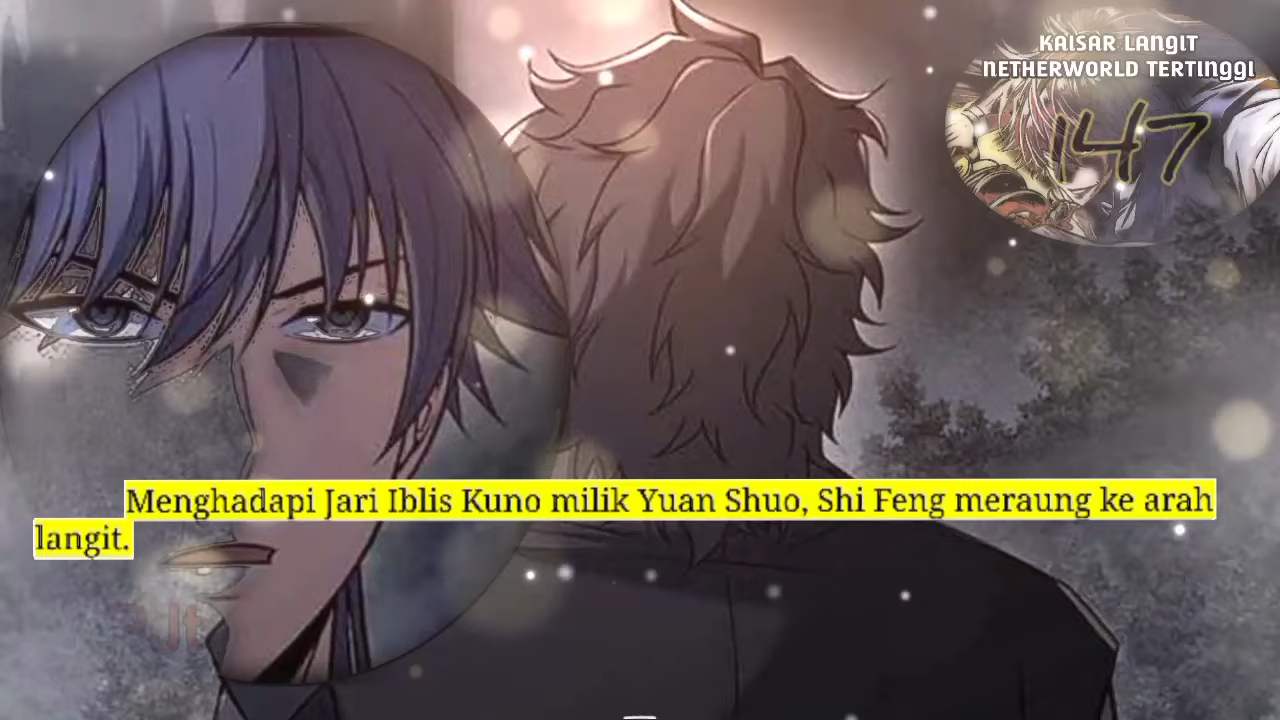 KAISAR LANGIT
NETHERWORLD TERTINGGI
147
Menghadapi Jari Iblis Kuno milik Yuan Shuo, Shi Feng meraung ke arah
langit.